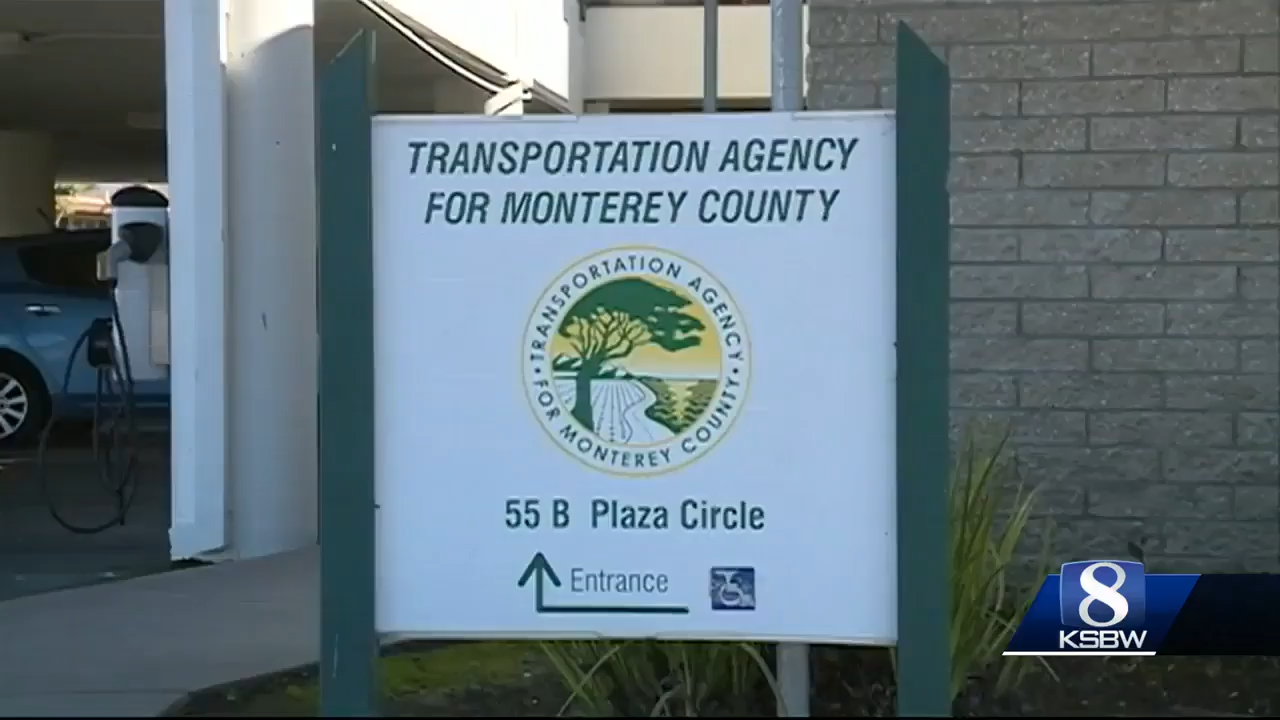 TRANSPORTATION AGENCY
FOR MONTEREY COUNTY
TRANSPORTATION AGENCY
• FOR MONTEREY COUNTY •
55 B Plaza Circle
Entrance
8
KSBW